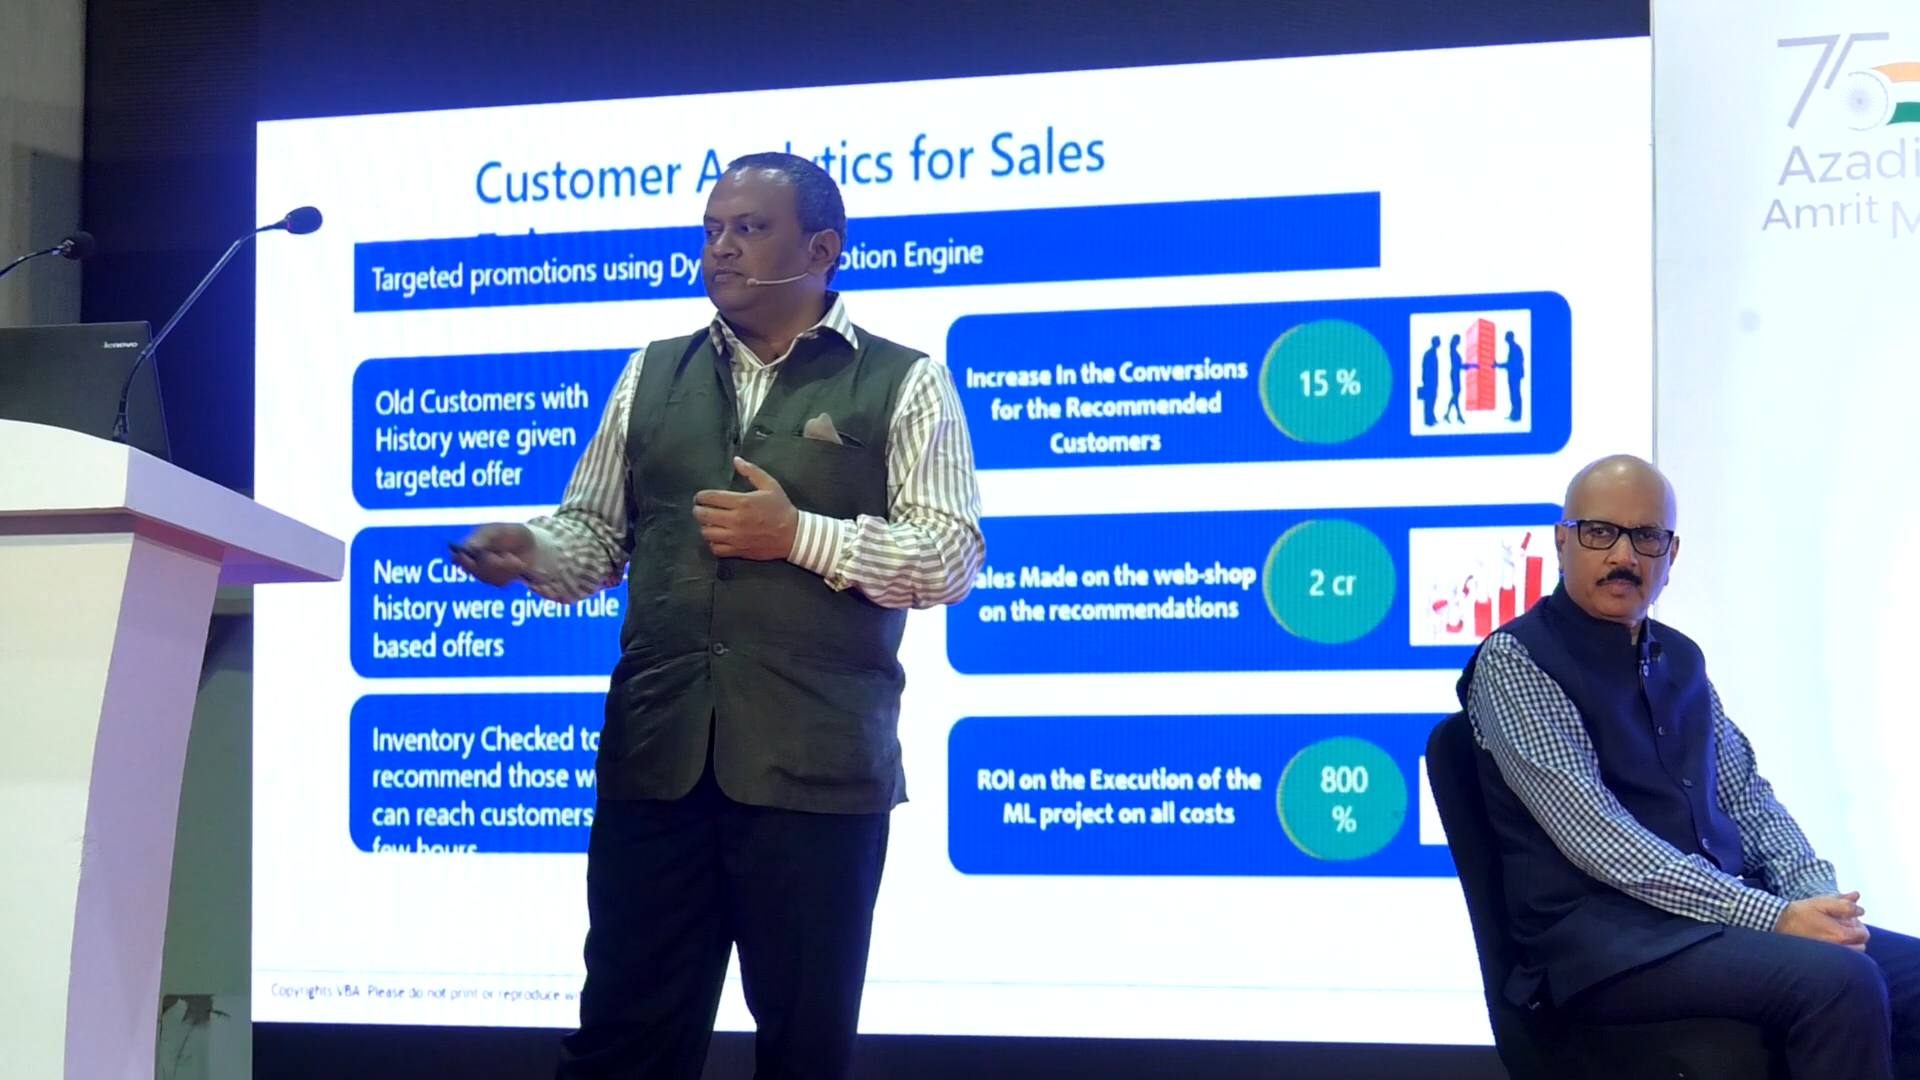 Customer A tics for Sales
Targeted promotions using Dy otion Engine
Old Customers with
History were given
targeted offer
New Cus
history were given rule
based offers
Inventory Checked to
recommend those w
can reach customers
few hours
Increase In the Conversions
for the Recommended
Customers
15 %
ales Made on the web-shop
on the recommendations
2 cr
ROI on the Execution of the
ML project on all costs
800
%
Copyrights VBA. Please do not print or reproduce wi
lenovo
75
Azadi
Amrit M